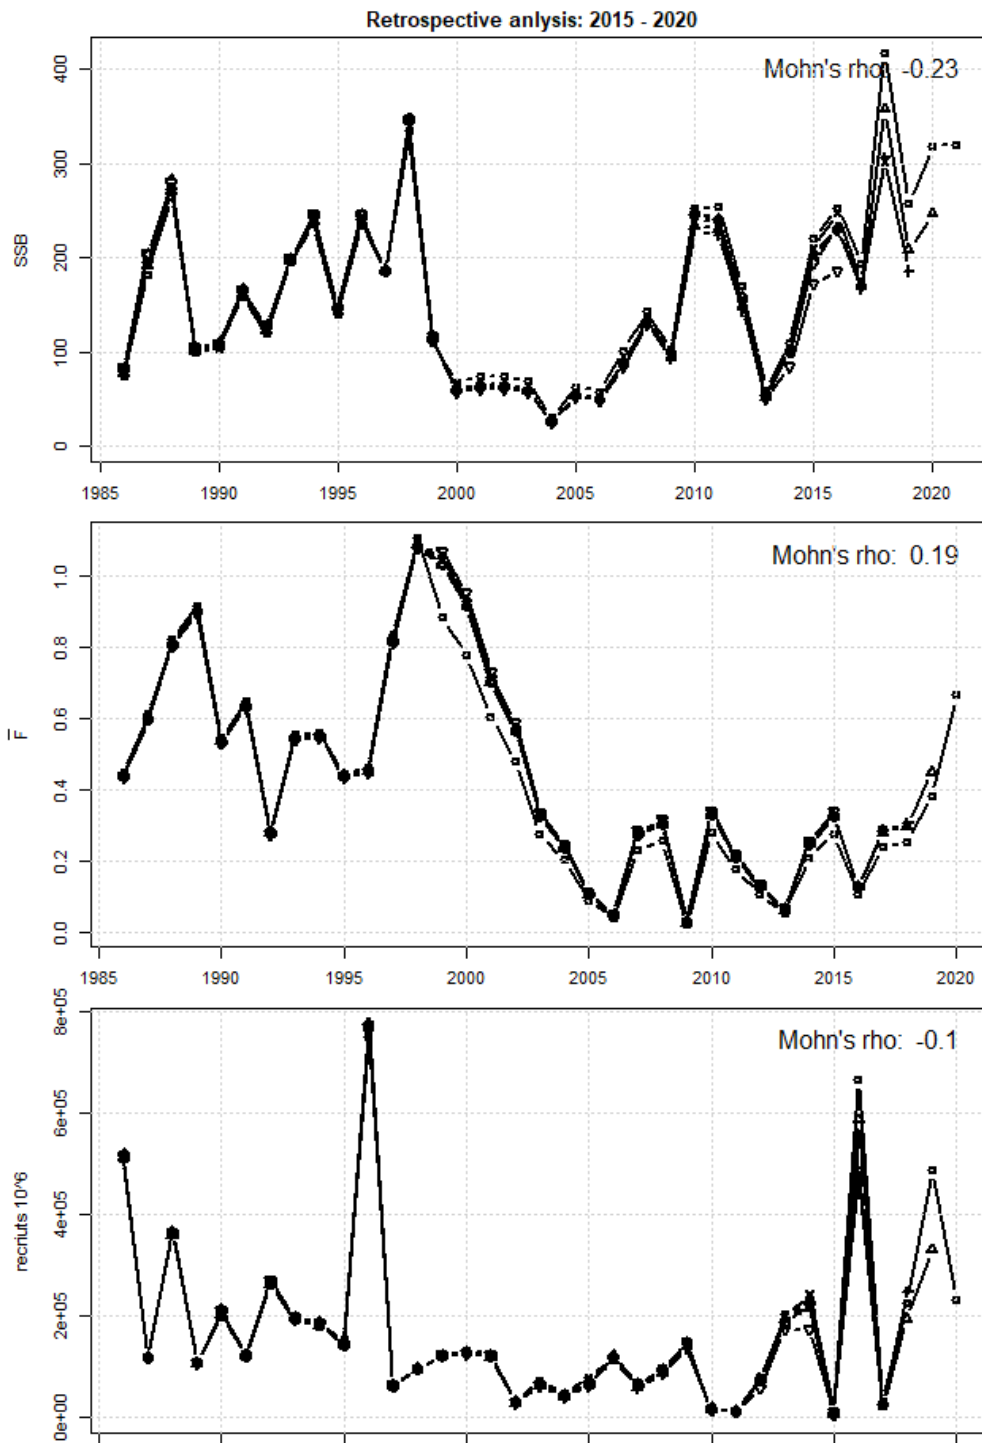 Retrospective anlysis: 2015 - 2020
Mohn's rho: -0.23
SSB
400
300
200
100
0
1985 1990 1995 2000 2005 2010 2015 2020
Mohn's rho: 0.19
F
1.0
0.8
0.6
0.4
0.2
0.0
1985 1990 1995 2000 2005 2010 2015 2020
Mohn's rho: -0.1
recriuts 10^6
8e+05
6e+05
4e+05
2e+05
0e+00